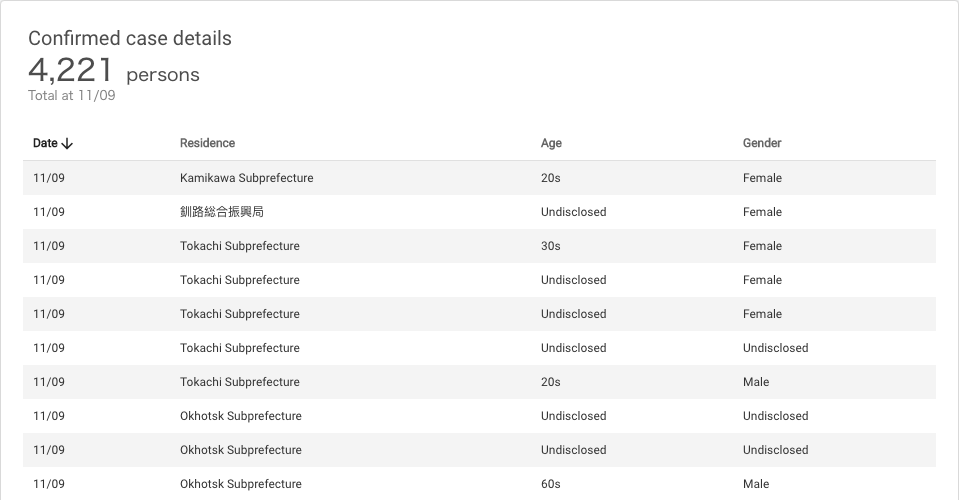 Confirmed case details
4,221 persons
Total at 11/09
Date Residence Age Gender
11/09 Kamikawa Subprefecture 20s Female
11/09 釧路総合振興局 Undisclosed Female
11/09 Tokachi Subprefecture 30s Female
11/09 Tokachi Subprefecture Undisclosed Female
11/09 Tokachi Subprefecture Undisclosed Female
11/09 Tokachi Subprefecture Undisclosed Undisclosed
11/09 Tokachi Subprefecture 20s Male
11/09 Okhotsk Subprefecture Undisclosed Undisclosed
11/09 Okhotsk Subprefecture Undisclosed Undisclosed
11/09 Okhotsk Subprefecture 60s Male